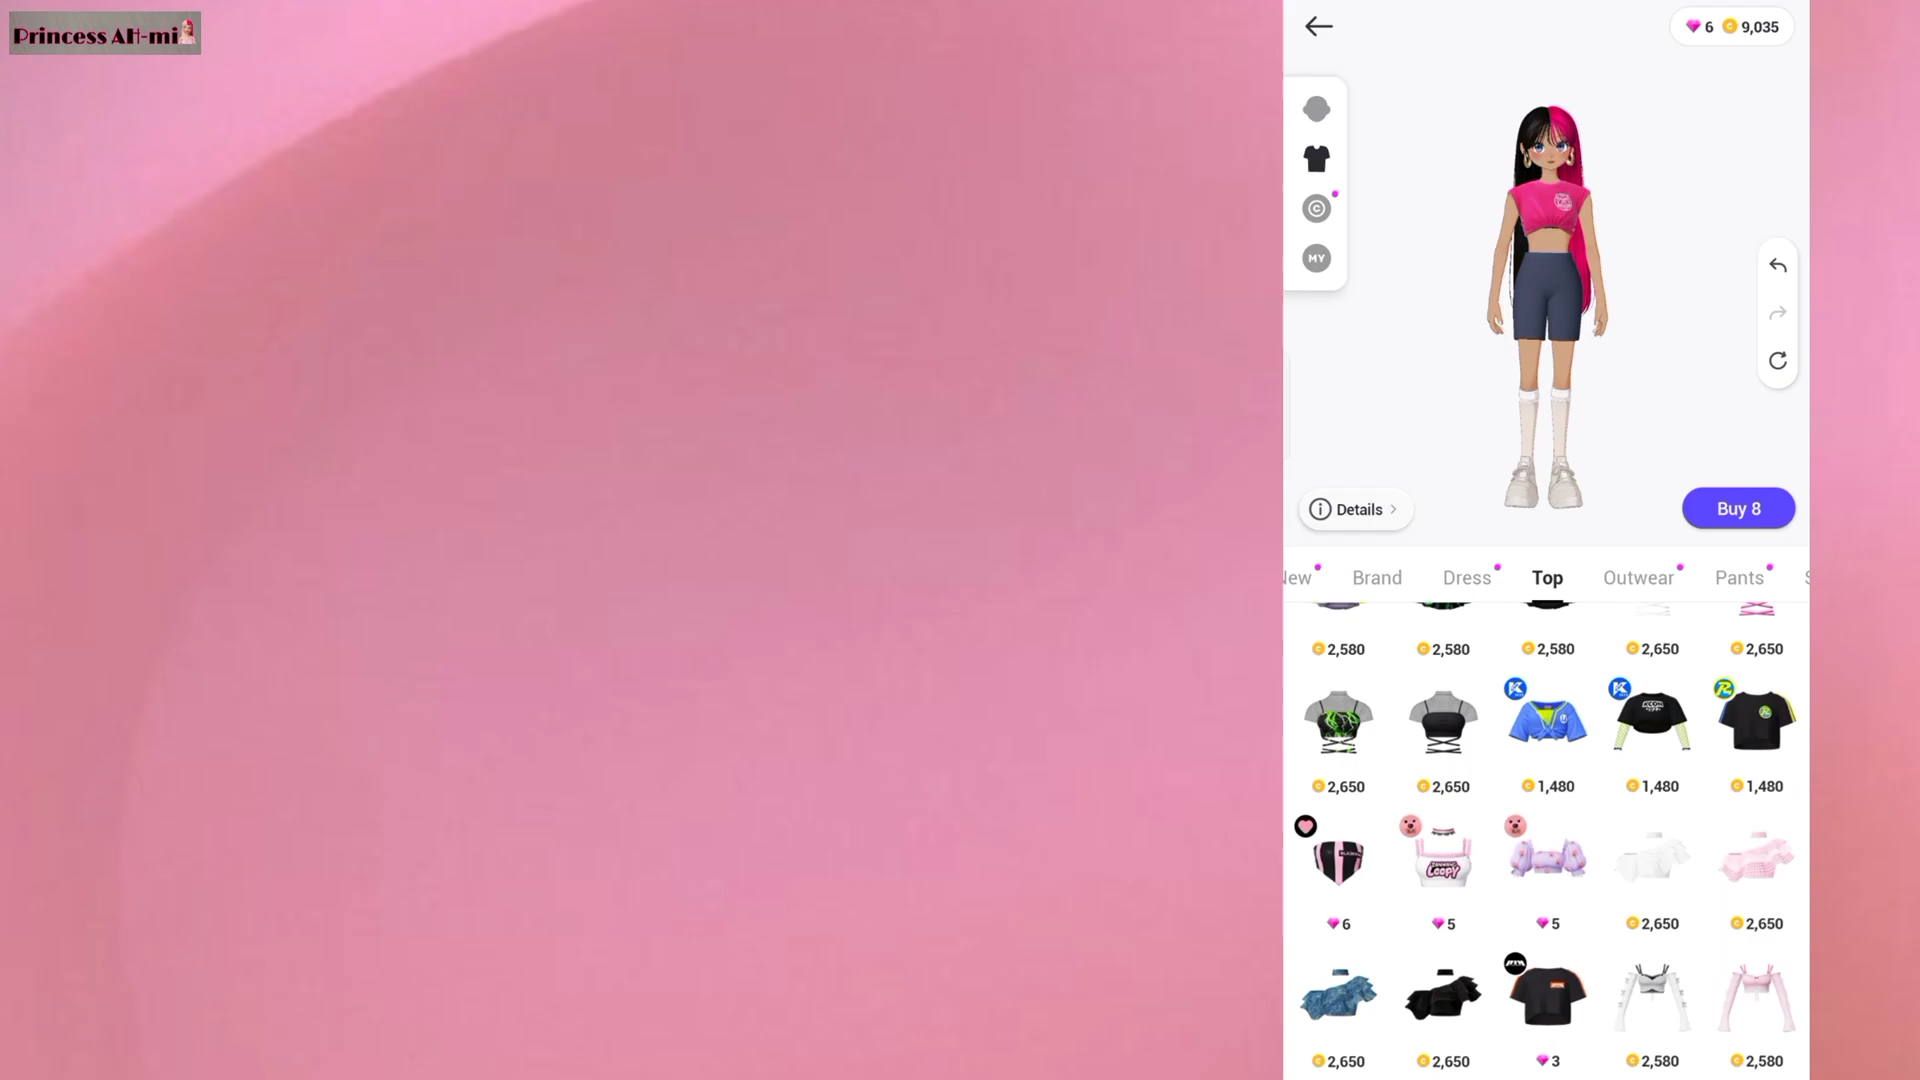 Princess AH-mi
6 9,035
MY
Details
Buy 8
New Brand Dress Top Outwear Pants
2,580 2,580 2,580 2,650 2,650
2,650 2,650 1,480 1,480 1,480
Loopy
6 5 5 2,650 2,650
2,650 2,650 3 2,580 2,580